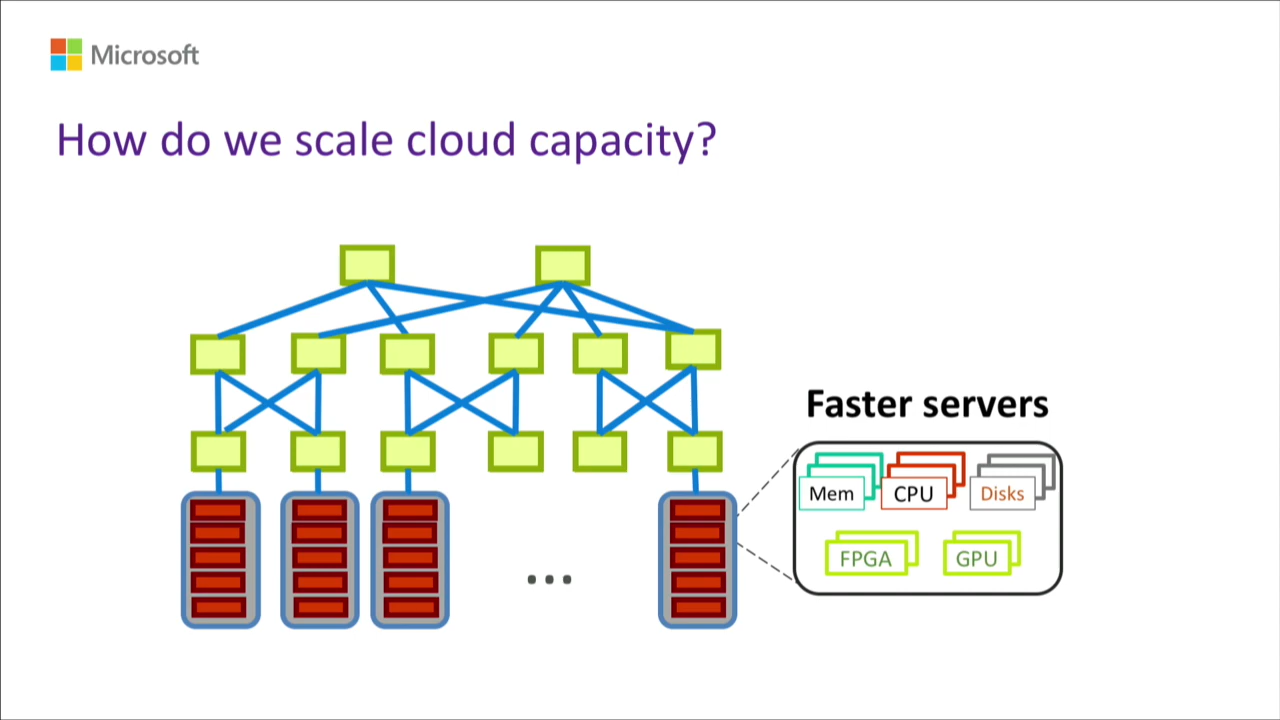 Microsoft
How do we scale cloud capacity?
Faster servers
Mem CPU Disks
FPGA GPU